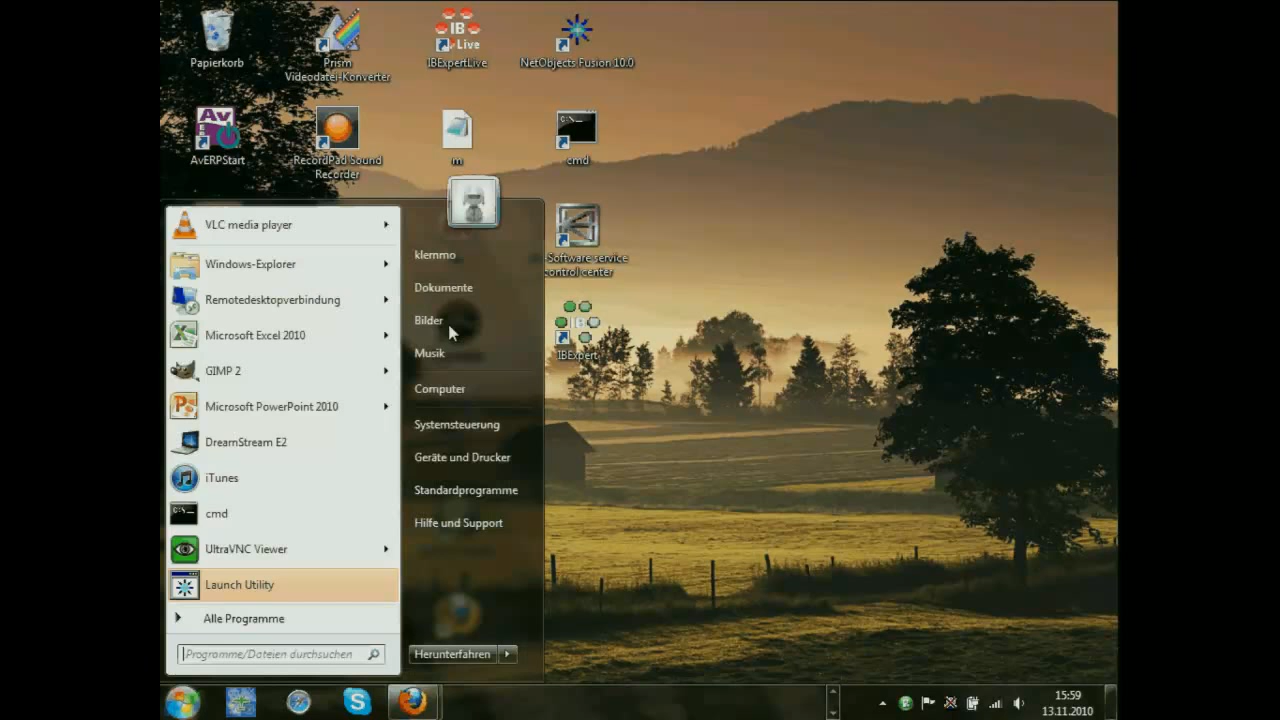 Papierkorb
Prism
Videodatei-Konverter
IB
Live
IBExpertLive
NetObjects Fusion 10.0
Av
AvERPStart
RecordPad Sound
Recorder
m
cmd
Software service
control center
IBExpert
VLC media player
Windows-Explorer
Remotedesktopverbindung
Microsoft Excel 2010
GIMP 2
Microsoft PowerPoint 2010
DreamStream E2
iTunes
cmd
UltraVNC Viewer
Launch Utility
Alle Programme
Programme/Dateien durchsuchen
klemmo
Dokumente
Bilder
Musik
Computer
Systemsteuerung
Geräte und Drucker
Standardprogramme
Hilfe und Support
Herunterfahren
15:59
13.11.2010